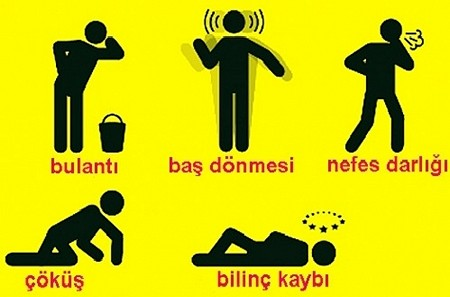 bulantı
baş dönmesi
nefes darlığı
çöküş
bilinç kaybı